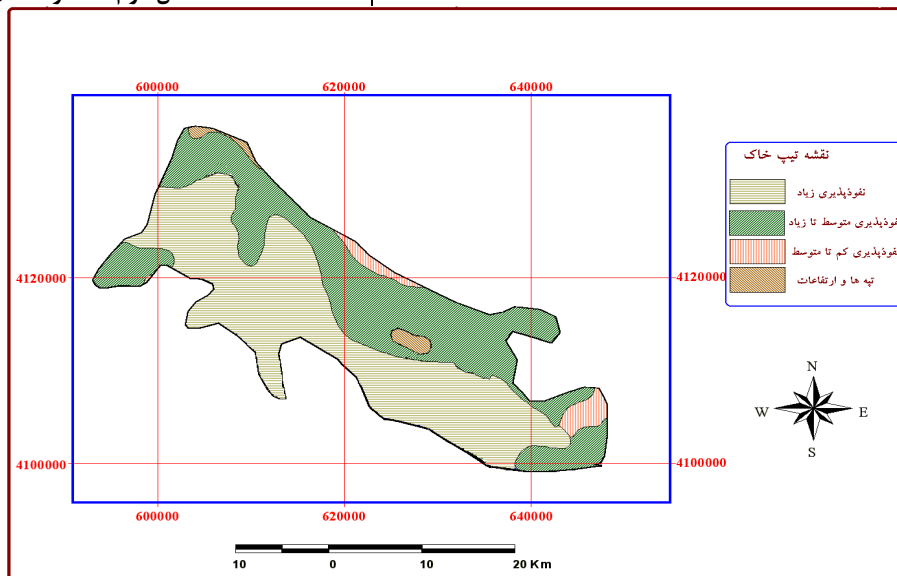 600000 620000 640000
نقشه تیپ خاک
نفوذپذیری زیاد
نفوذپذیری متوسط تا زیاد
نفوذپذیری کم تا متوسط
تپه ها و ارتفاعات
4120000 4120000
N
W E
S
4100000 4100000
600000 620000 640000
10 0 10 20 Km